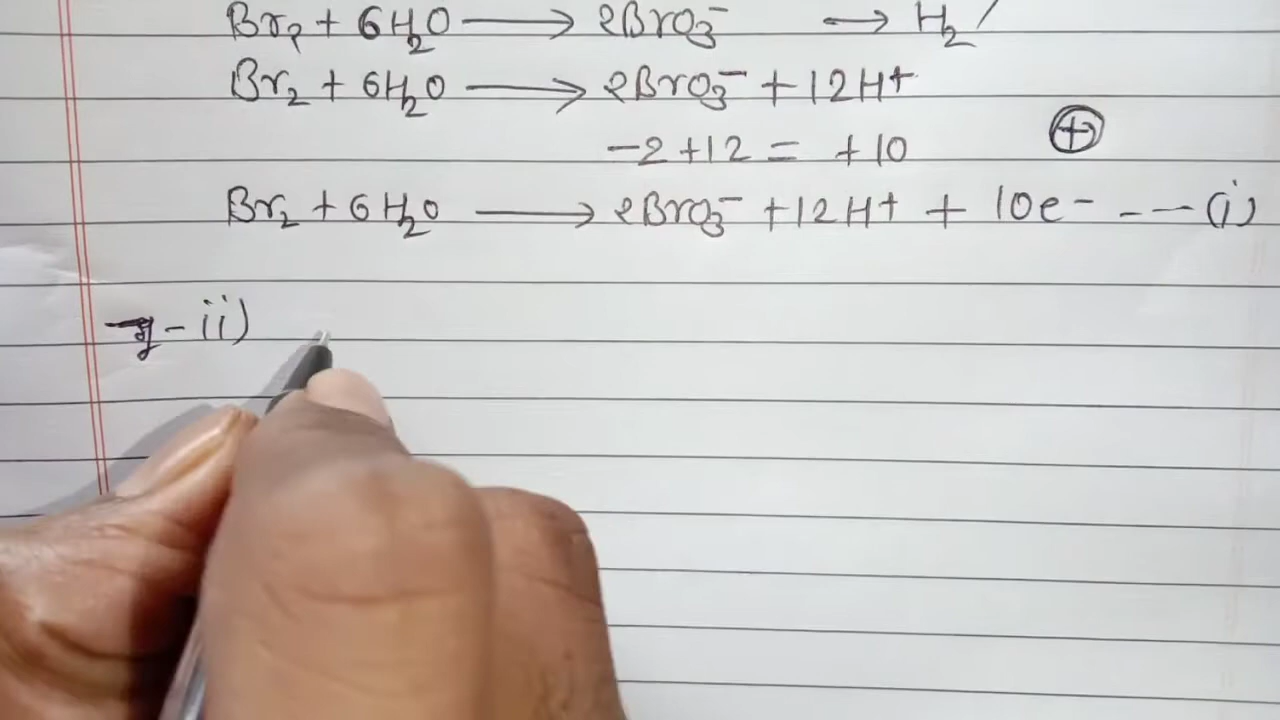 Br₂ + 6H₂O ⟶ 2BrO₃⁻ ⟶ H₂
Br₂ + 6H₂O ⟶ 2BrO₃⁻ + 12H⁺
-2 +12 = +10 ⊕
Br₂ + 6H₂O ⟶ 2BrO₃⁻ + 12H⁺ + 10e⁻ --- (i)
- ii)